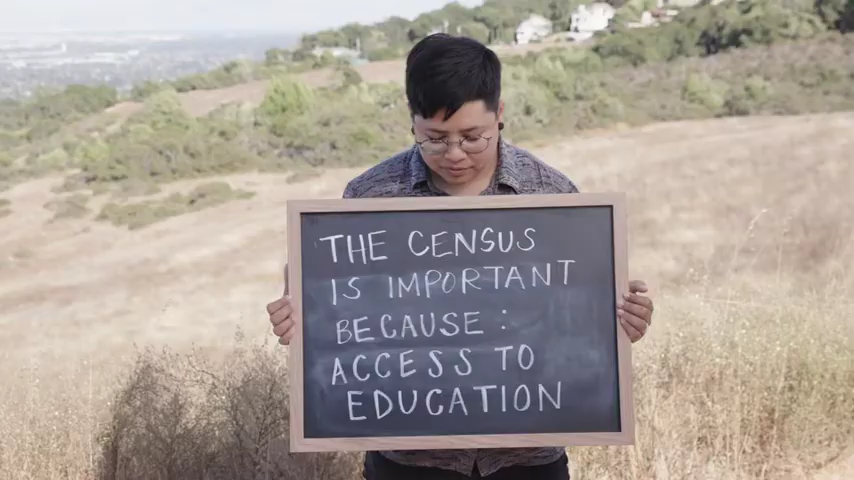 THE CENSUS
IS IMPORTANT
BECAUSE :
ACCESS TO
EDUCATION